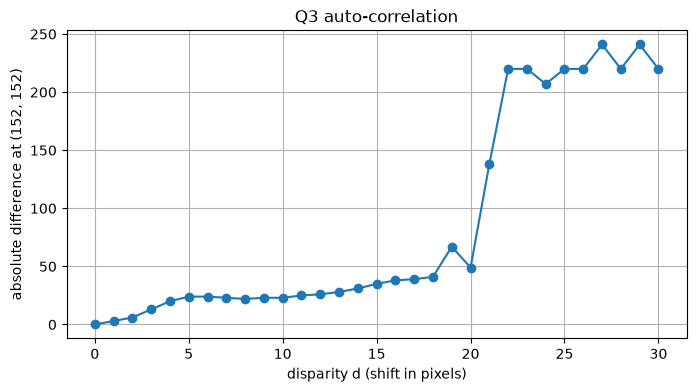 Q3 auto-correlation
absolute difference at (152, 152)
250
200
150
100
50
0
0 5 10 15 20 25 30
disparity d (shift in pixels)